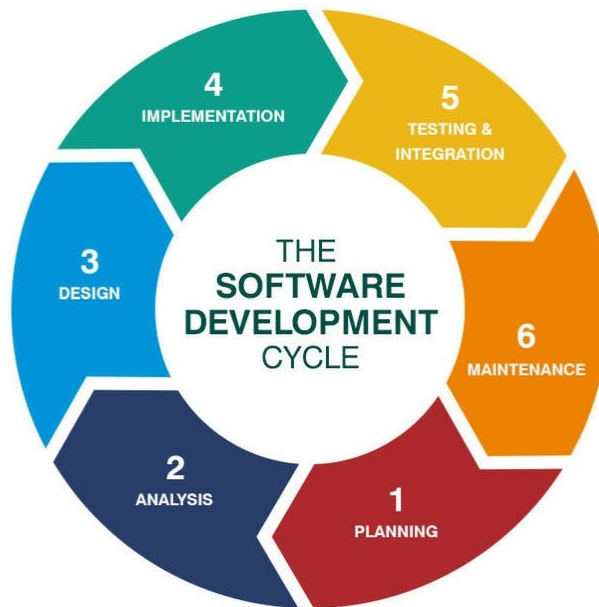 THE
SOFTWARE
DEVELOPMENT
CYCLE
1
PLANNING
2
ANALYSIS
3
DESIGN
4
IMPLEMENTATION
5
TESTING &
INTEGRATION
6
MAINTENANCE